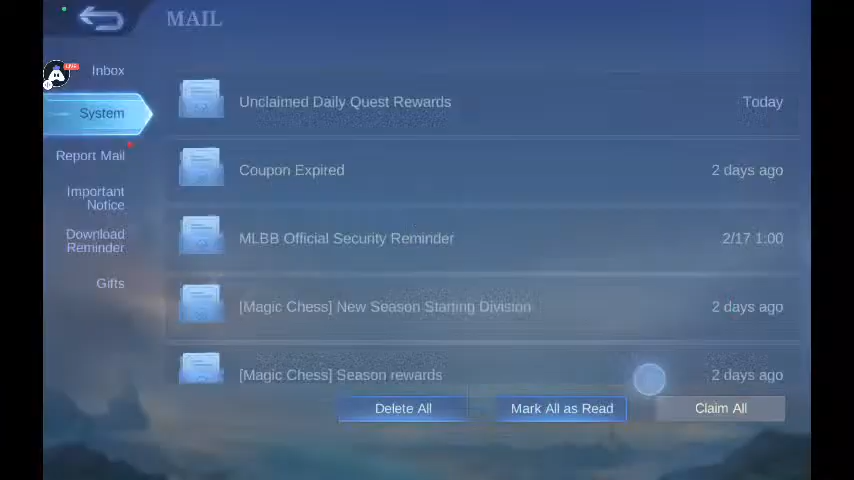 MAIL
LIVE
Inbox
System
Report Mail
Important
Notice
Download
Reminder
Gifts
Unclaimed Daily Quest Rewards
Today
Coupon Expired
2 days ago
MLBB Official Security Reminder
2/17 1:00
[Magic Chess] New Season Starting Division
2 days ago
[Magic Chess] Season rewards
2 days ago
Delete All
Mark All as Read
Claim All